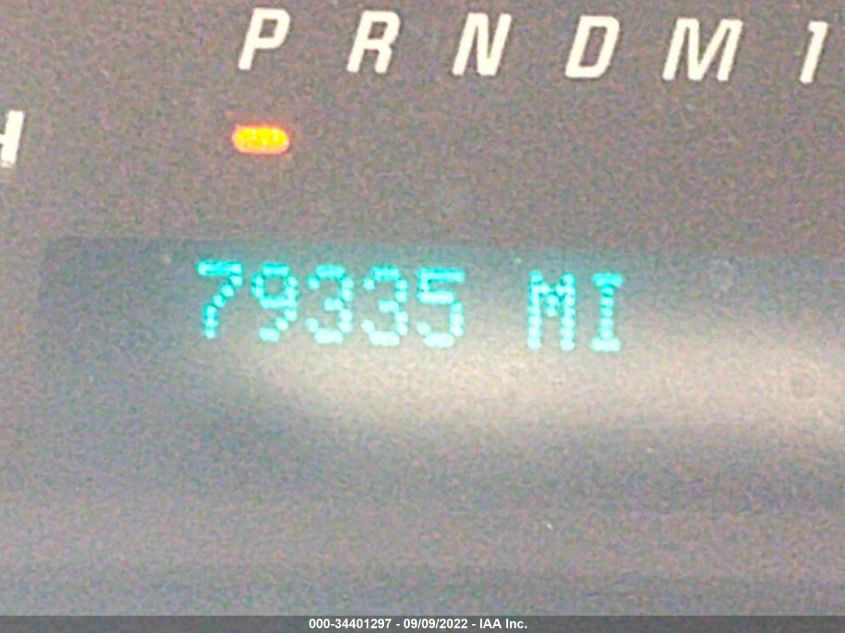 P R N D M 1
H
79335 MI
000-34401297 - 09/09/2022 - IAA Inc.